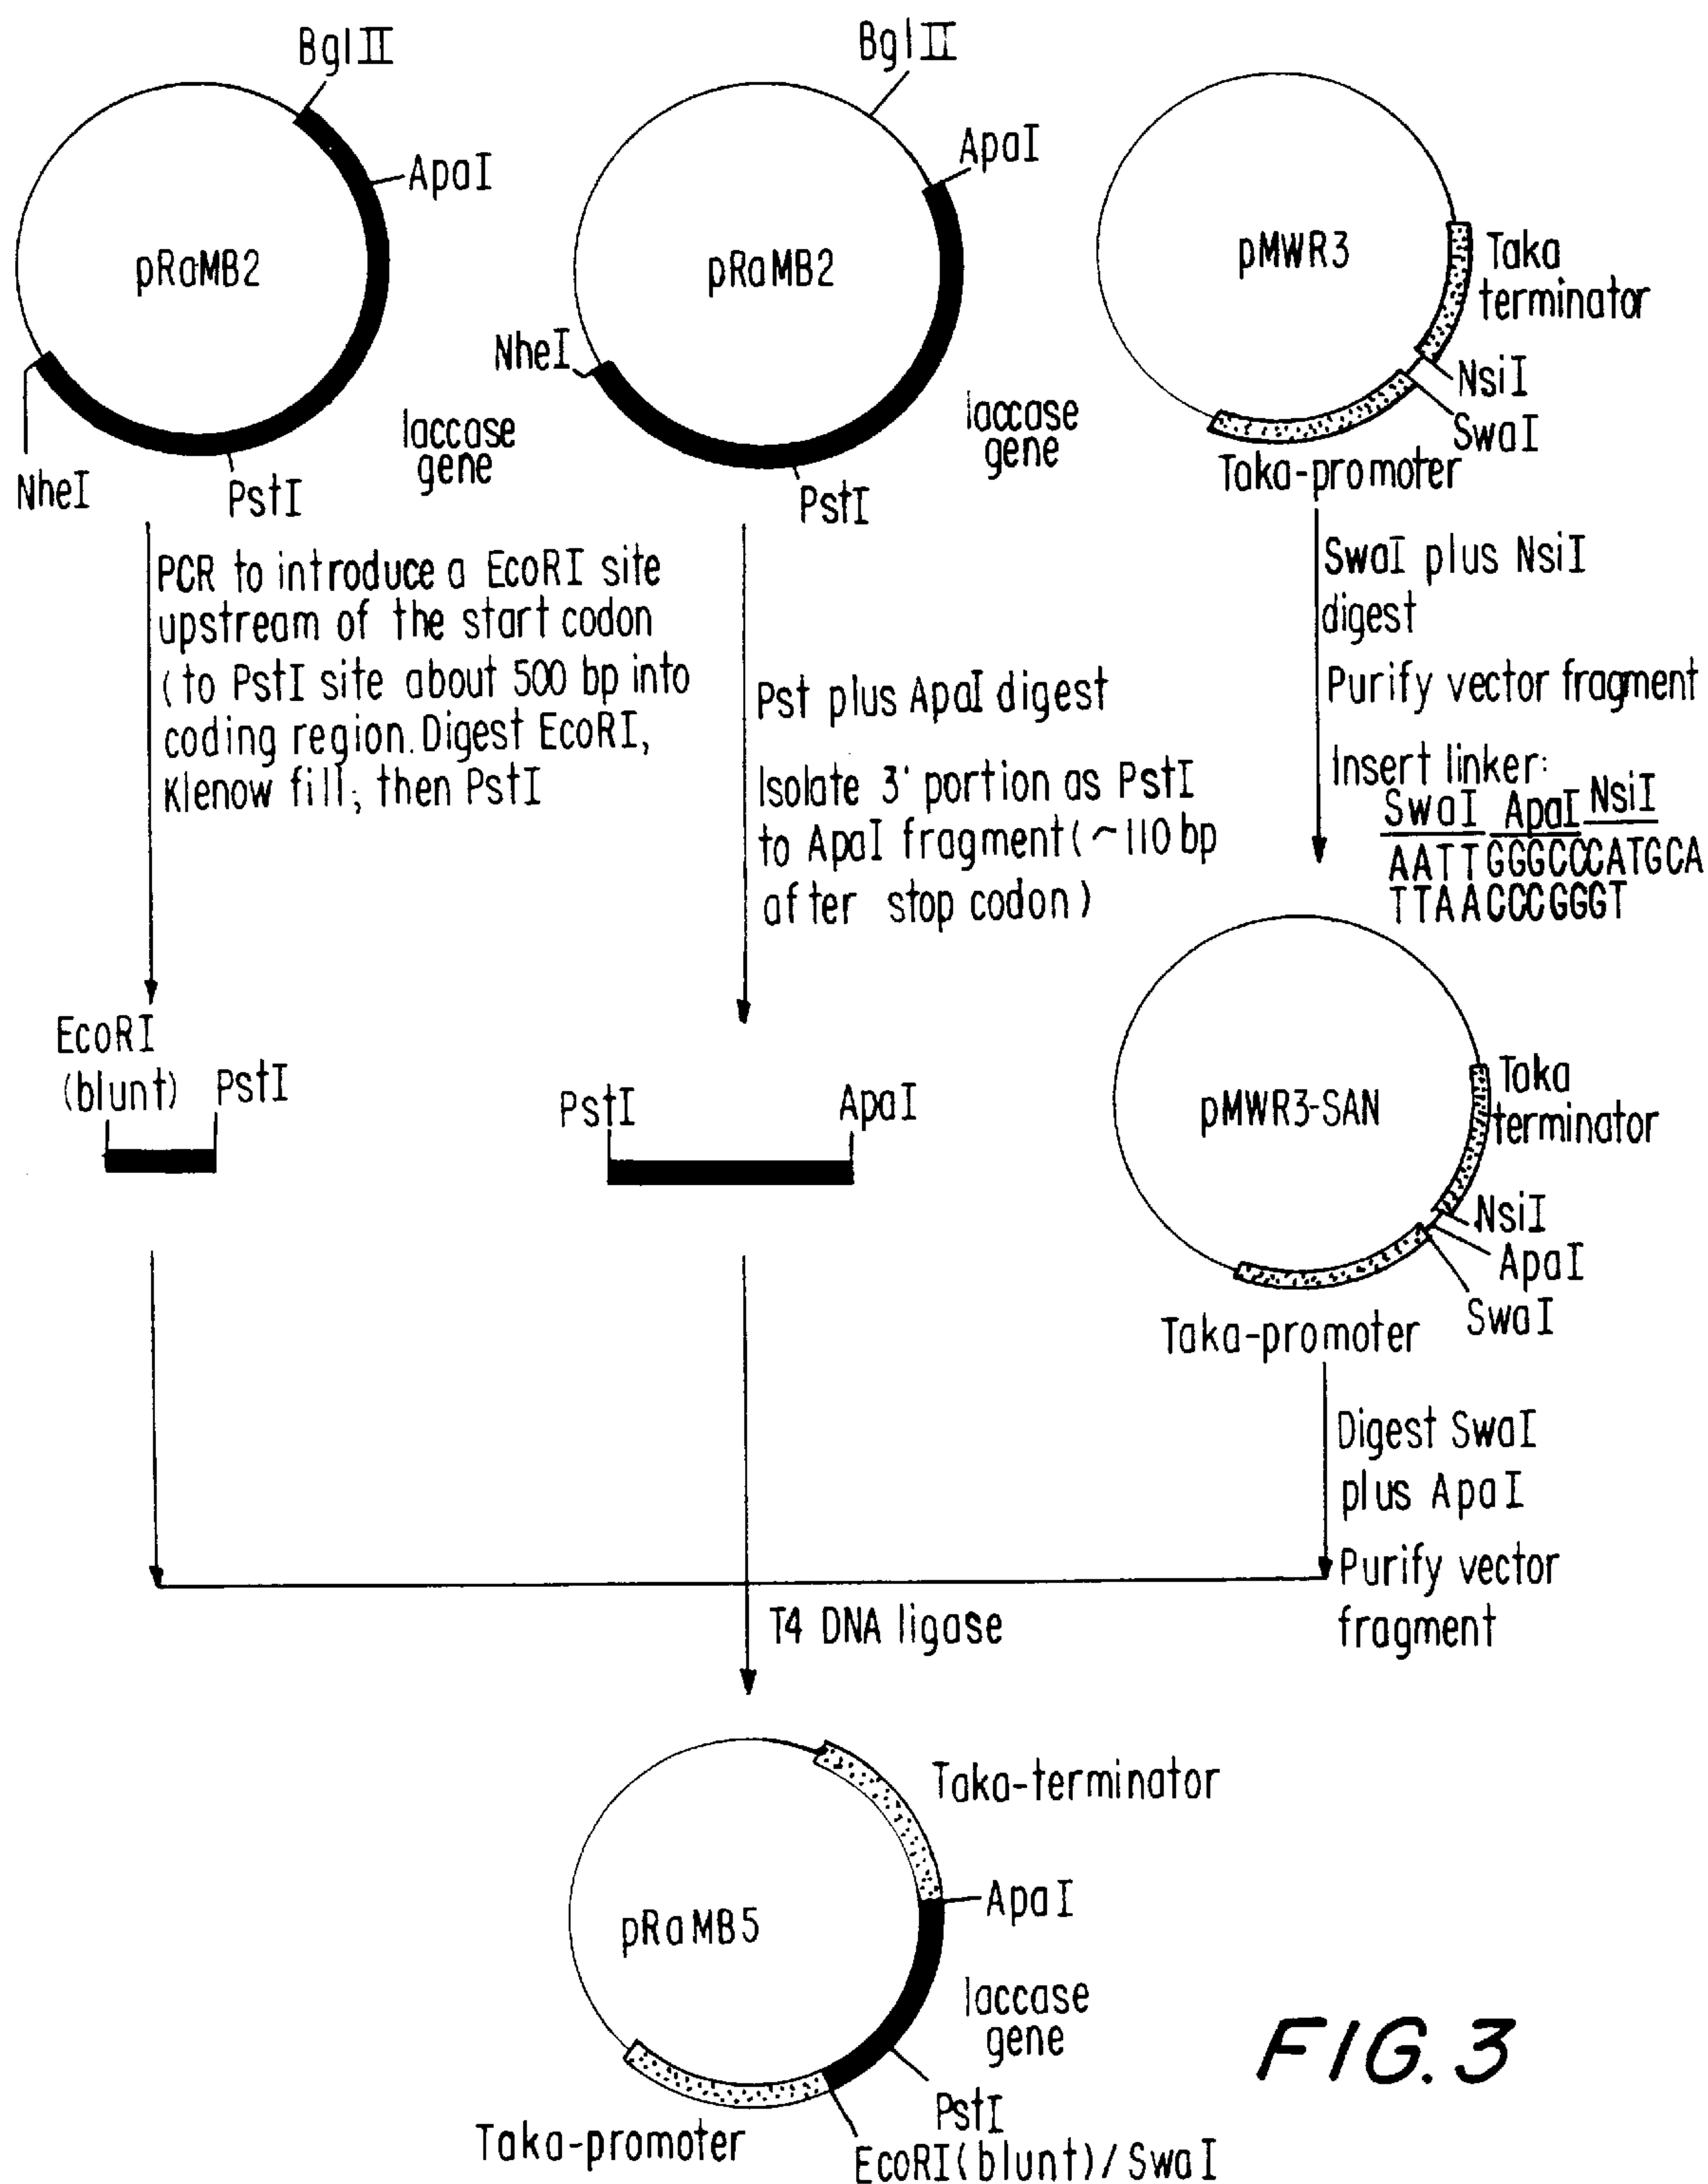 BglII
ApaI
pRaMB2
NheI
PstI
laccase
gene
BglII
ApaI
pRaMB2
NheI
PstI
laccase
gene
pMWR3
Taka
terminator
NsiI
SwaI
Taka-promoter
PCR to introduce a EcoRI site
upstream of the start codon
(to PstI site about 500 bp into
coding region. Digest EcoRI,
Klenow fill; then PstI
Pst plus ApaI digest
Isolate 3' portion as PstI
to ApaI fragment (~110 bp
after stop codon)
SwaI plus NsiI
digest
Purify vector fragment
Insert linker:
SwaI ApaI NsiI
AATTGGGCCCATGCA
TTAACCCGGGT
EcoRI
(blunt) PstI
PstI ApaI
pMWR3-SAN
Taka
terminator
NsiI
ApaI
SwaI
Taka-promoter
Digest SwaI
plus ApaI
Purify vector
fragment
T4 DNA ligase
Taka-terminator
ApaI
pRaMB5
laccase
gene
PstI
Taka-promoter
EcoRI(blunt)/SwaI
FIG. 3